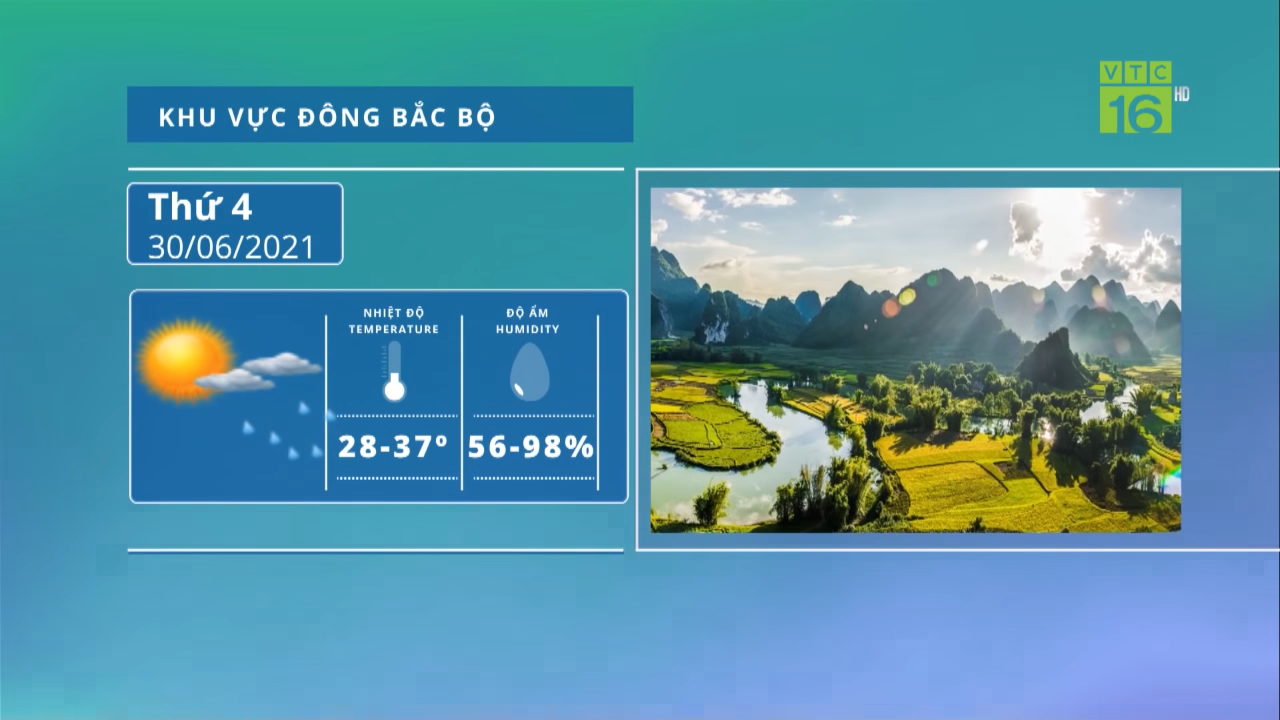 KHU VỰC ĐÔNG BẮC BỘ
VTC
16
HD
Thứ 4
30/06/2021
NHIỆT ĐỘ
TEMPERATURE
28-37º
ĐỘ ẨM
HUMIDITY
56-98%